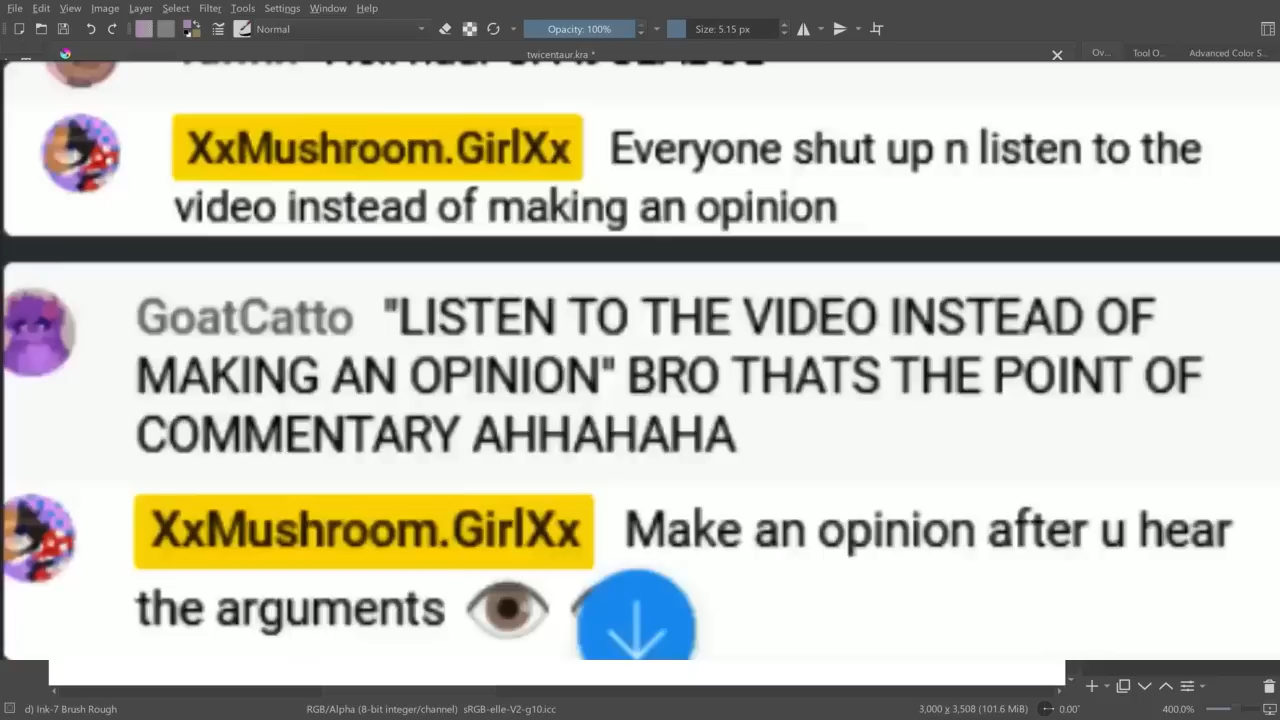 File Edit View Image Layer Select Filter Tools Settings Window Help
Normal Opacity: 100% Size: 5.15 px
twicentaur.kra * Ov... Tool O... Advanced Color S...
XxMushroom.GirlXx Everyone shut up n listen to the
video instead of making an opinion
GoatCatto "LISTEN TO THE VIDEO INSTEAD OF
MAKING AN OPINION" BRO THATS THE POINT OF
COMMENTARY AHHAHAHA
XxMushroom.GirlXx Make an opinion after u hear
the arguments
d) Ink-7 Brush Rough RGB/Alpha (8-bit integer/channel) sRGB-elle-V2-g10.icc 3,000 x 3,508 (101.6 MiB) 0.00° 400.0%